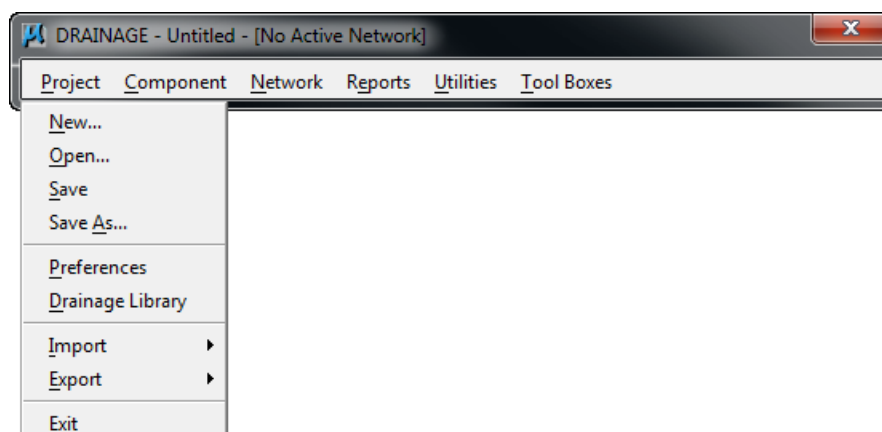 DRAINAGE - Untitled - [No Active Network]
Project Component Network Reports Utilities Tool Boxes
New...
Open...
Save
Save As...
Preferences
Drainage Library
Import
Export
Exit